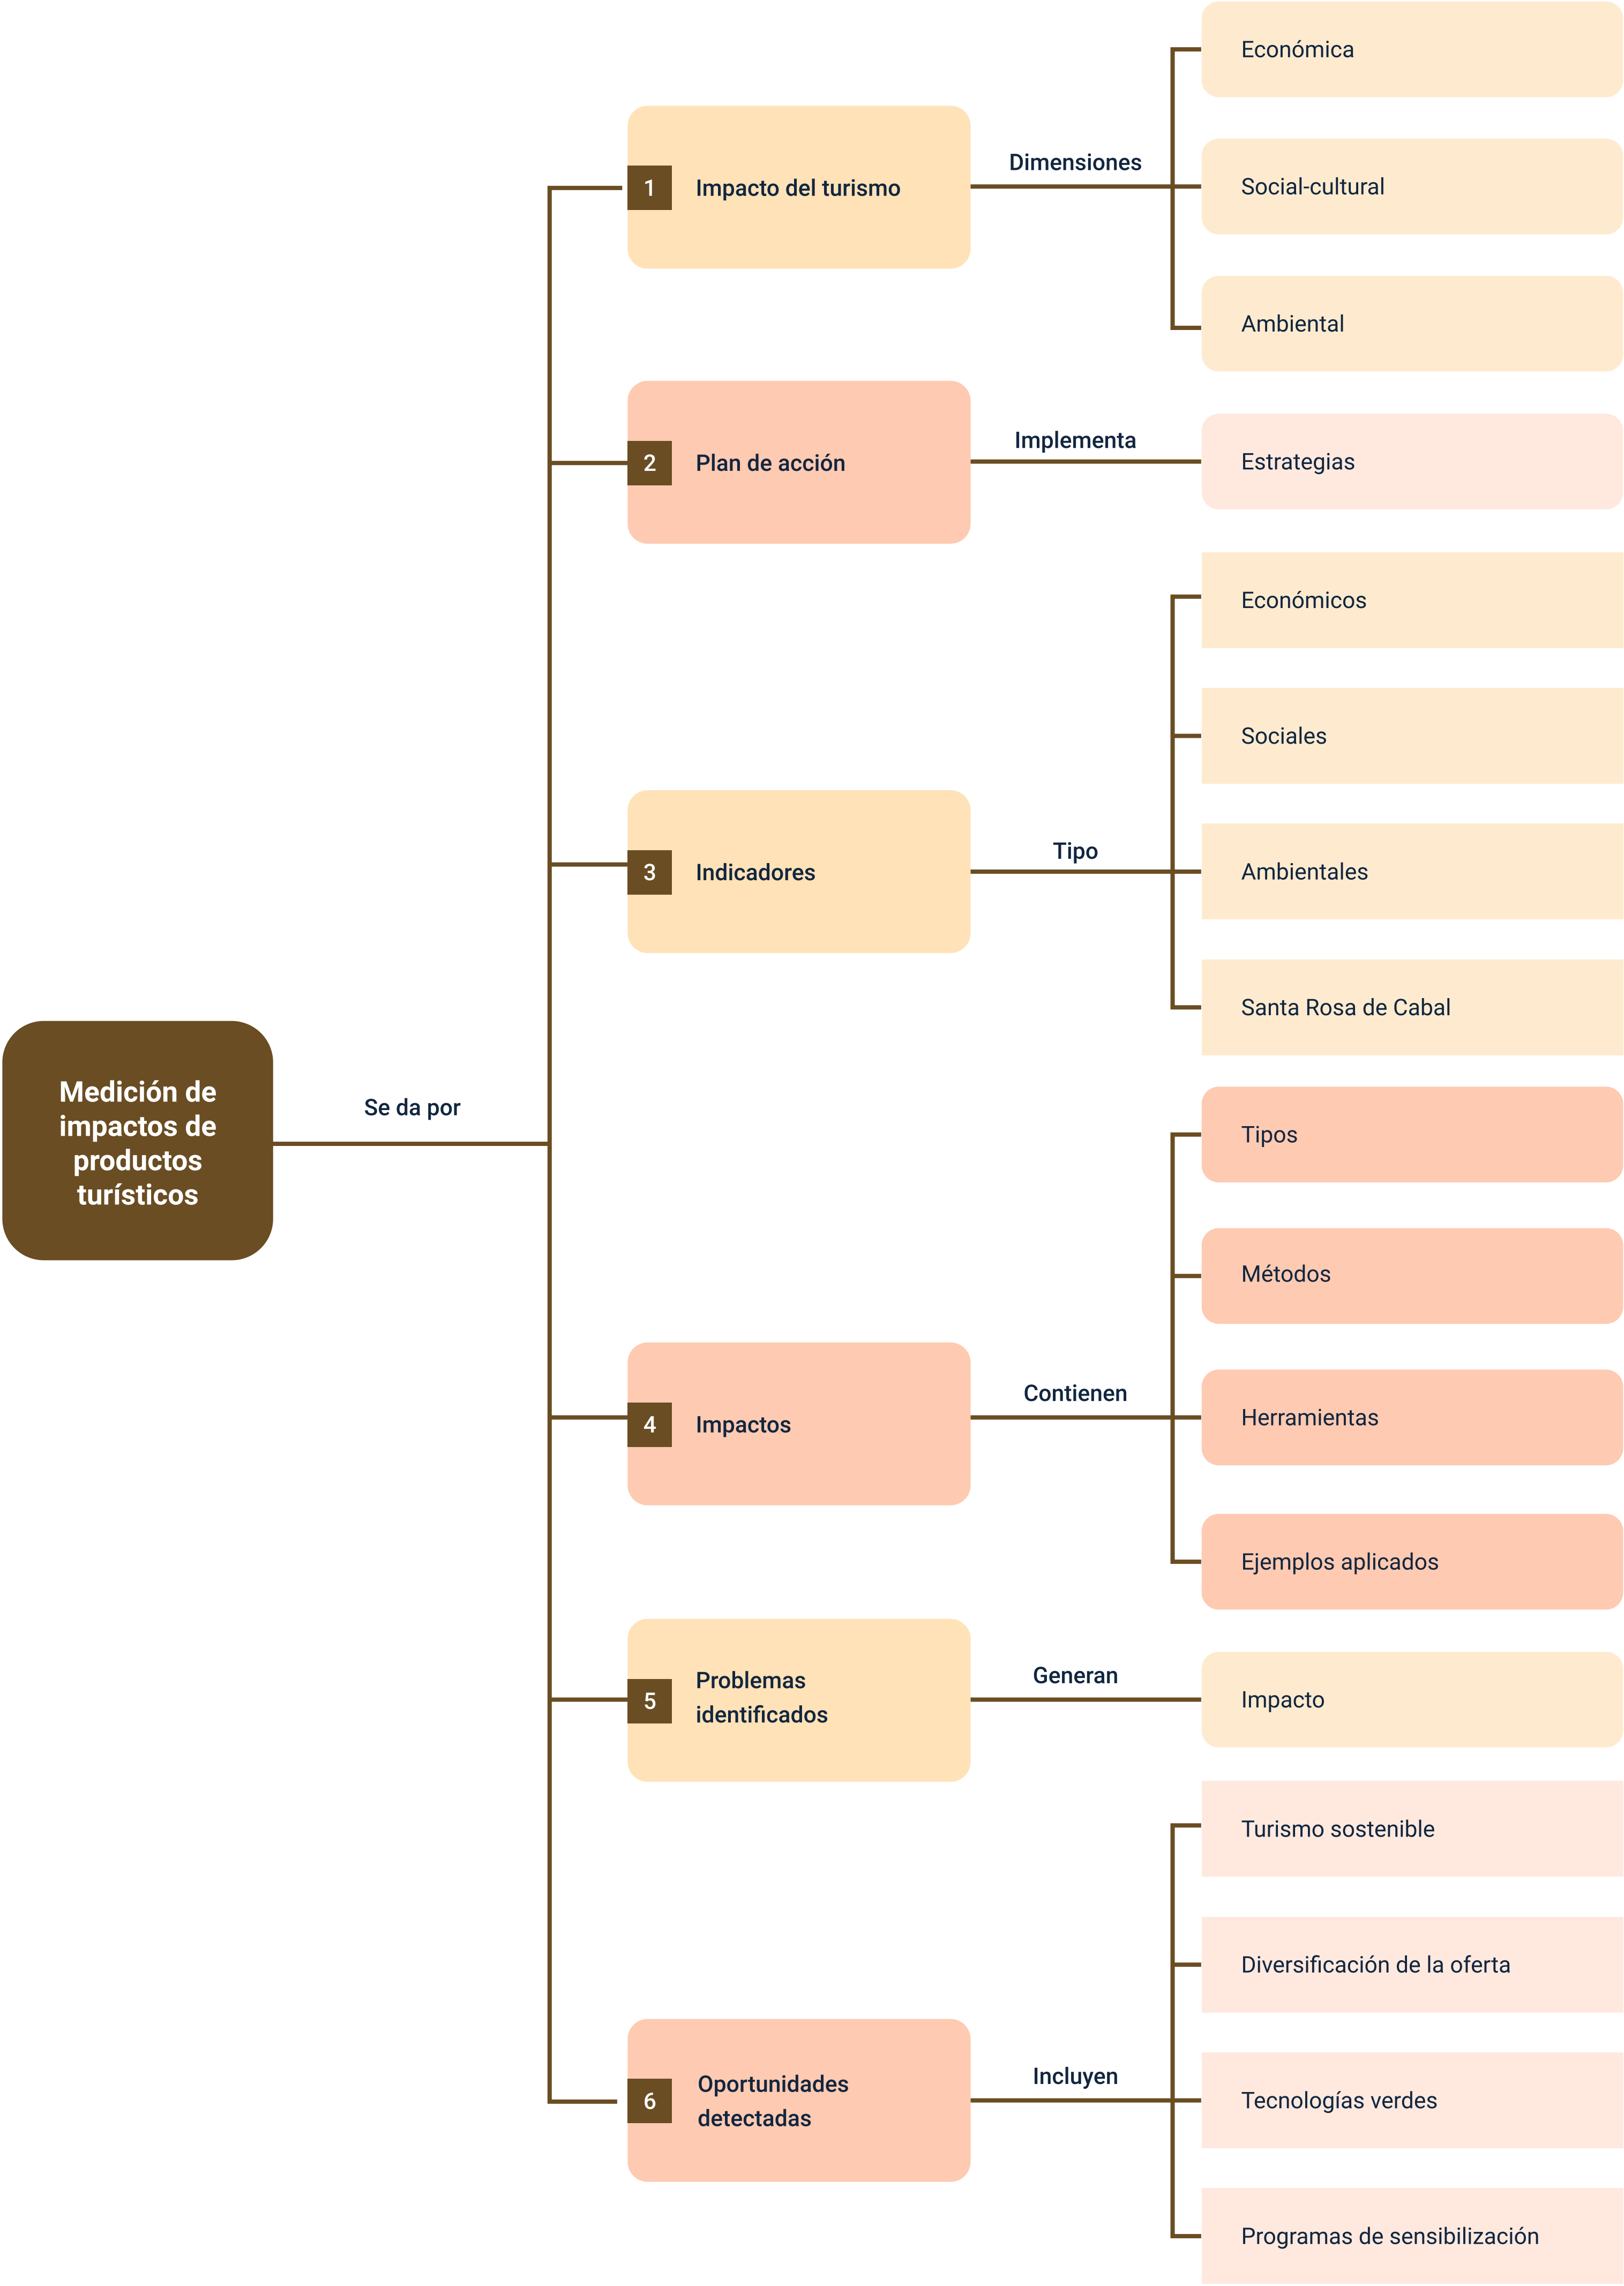 Medición de
impactos de
productos
turísticos
Se da por
1
Impacto del turismo
Dimensiones
Económica
Social-cultural
Ambiental
2
Plan de acción
Implementa
Estrategias
3
Indicadores
Tipo
Económicos
Sociales
Ambientales
Santa Rosa de Cabal
4
Impactos
Contienen
Tipos
Métodos
Herramientas
Ejemplos aplicados
5
Problemas
identificados
Generan
Impacto
6
Oportunidades
detectadas
Incluyen
Turismo sostenible
Diversificación de la oferta
Tecnologías verdes
Programas de sensibilización